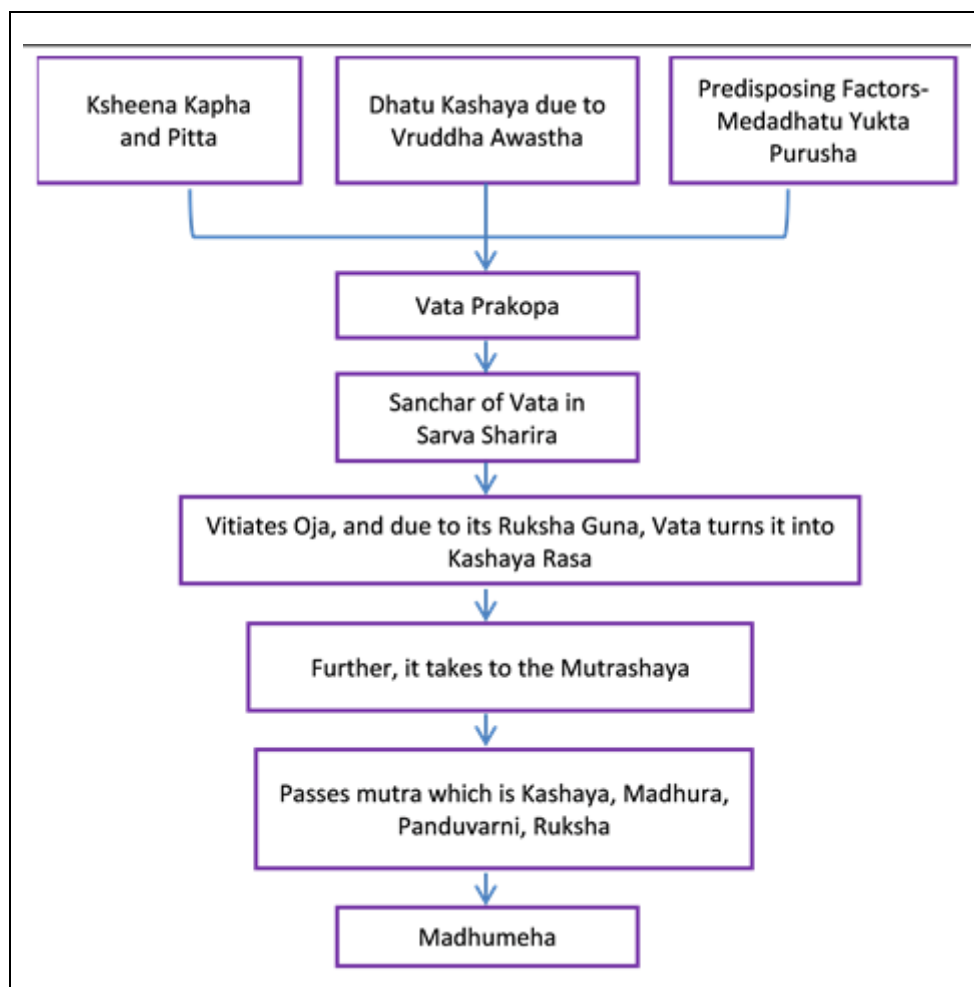 Ksheena Kapha
and Pitta
Dhatu Kashaya due to
Vruddha Awastha
Predisposing Factors-
Medadhatu Yukta
Purusha
Vata Prakopa
Sanchar of Vata in
Sarva Sharira
Vitiates Oja, and due to its Ruksha Guna, Vata turns it into
Kashaya Rasa
Further, it takes to the Mutrashaya
Passes mutra which is Kashaya, Madhura,
Panduvarni, Ruksha
Madhumeha